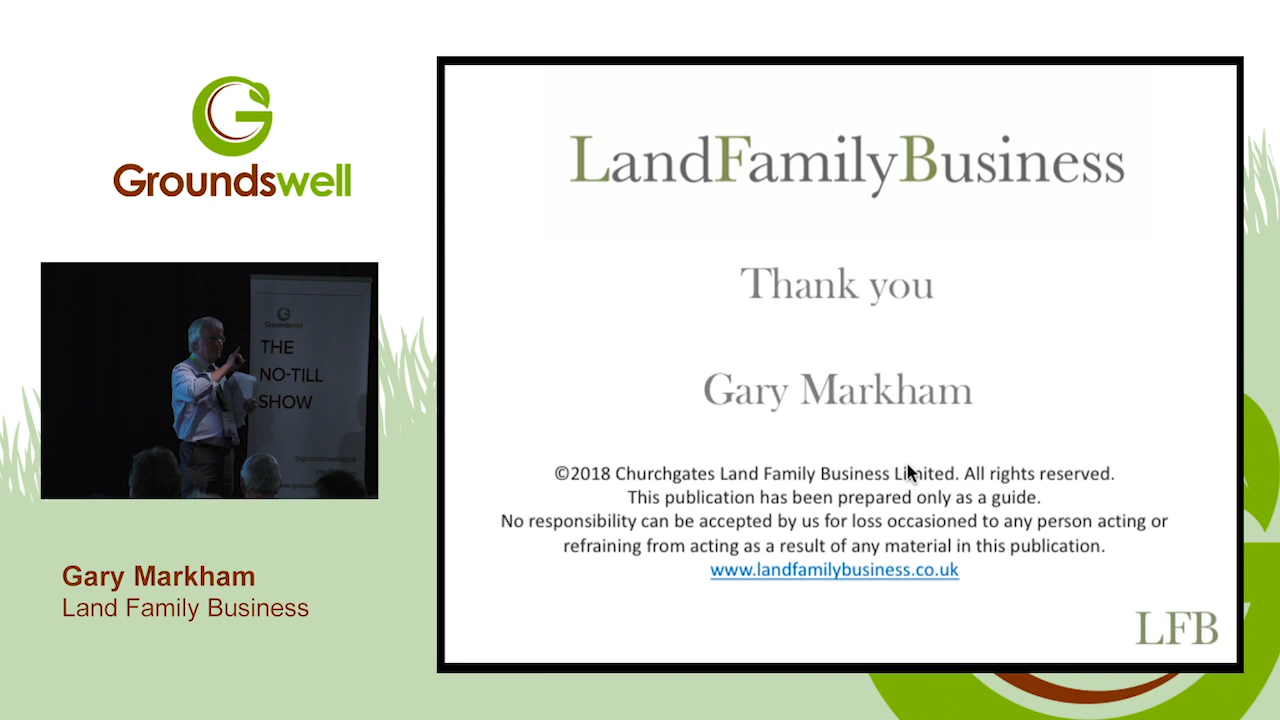 Groundswell
Groundswell
THE
NO-TILL
SHOW
Gary Markham
Land Family Business
LandFamilyBusiness
Thank you
Gary Markham
©2018 Churchgates Land Family Business Limited. All rights reserved.
This publication has been prepared only as a guide.
No responsibility can be accepted by us for loss occasioned to any person acting or
refraining from acting as a result of any material in this publication.
www.landfamilybusiness.co.uk
LFB